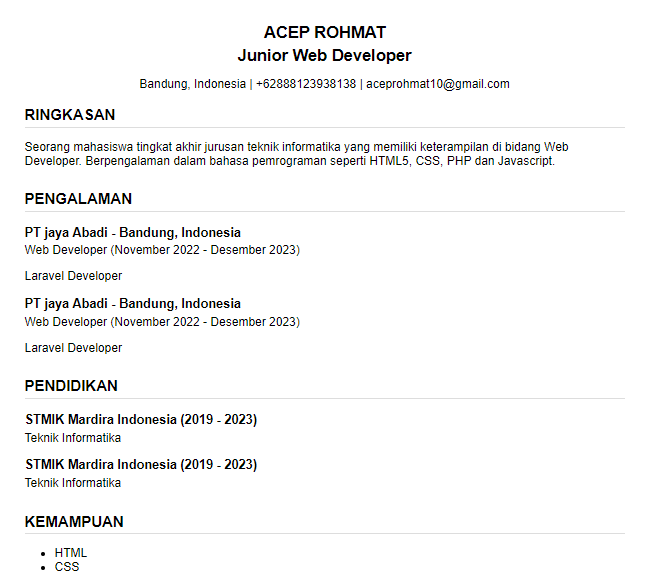 ACEP ROHMAT
Junior Web Developer
Bandung, Indonesia | +62888123938138 | aceprohmat10@gmail.com
RINGKASAN
Seorang mahasiswa tingkat akhir jurusan teknik informatika yang memiliki keterampilan di bidang Web
Developer. Berpengalaman dalam bahasa pemrograman seperti HTML5, CSS, PHP dan Javascript.
PENGALAMAN
PT jaya Abadi - Bandung, Indonesia
Web Developer (November 2022 - Desember 2023)
Laravel Developer
PT jaya Abadi - Bandung, Indonesia
Web Developer (November 2022 - Desember 2023)
Laravel Developer
PENDIDIKAN
STMIK Mardira Indonesia (2019 - 2023)
Teknik Informatika
STMIK Mardira Indonesia (2019 - 2023)
Teknik Informatika
KEMAMPUAN
• HTML
• CSS